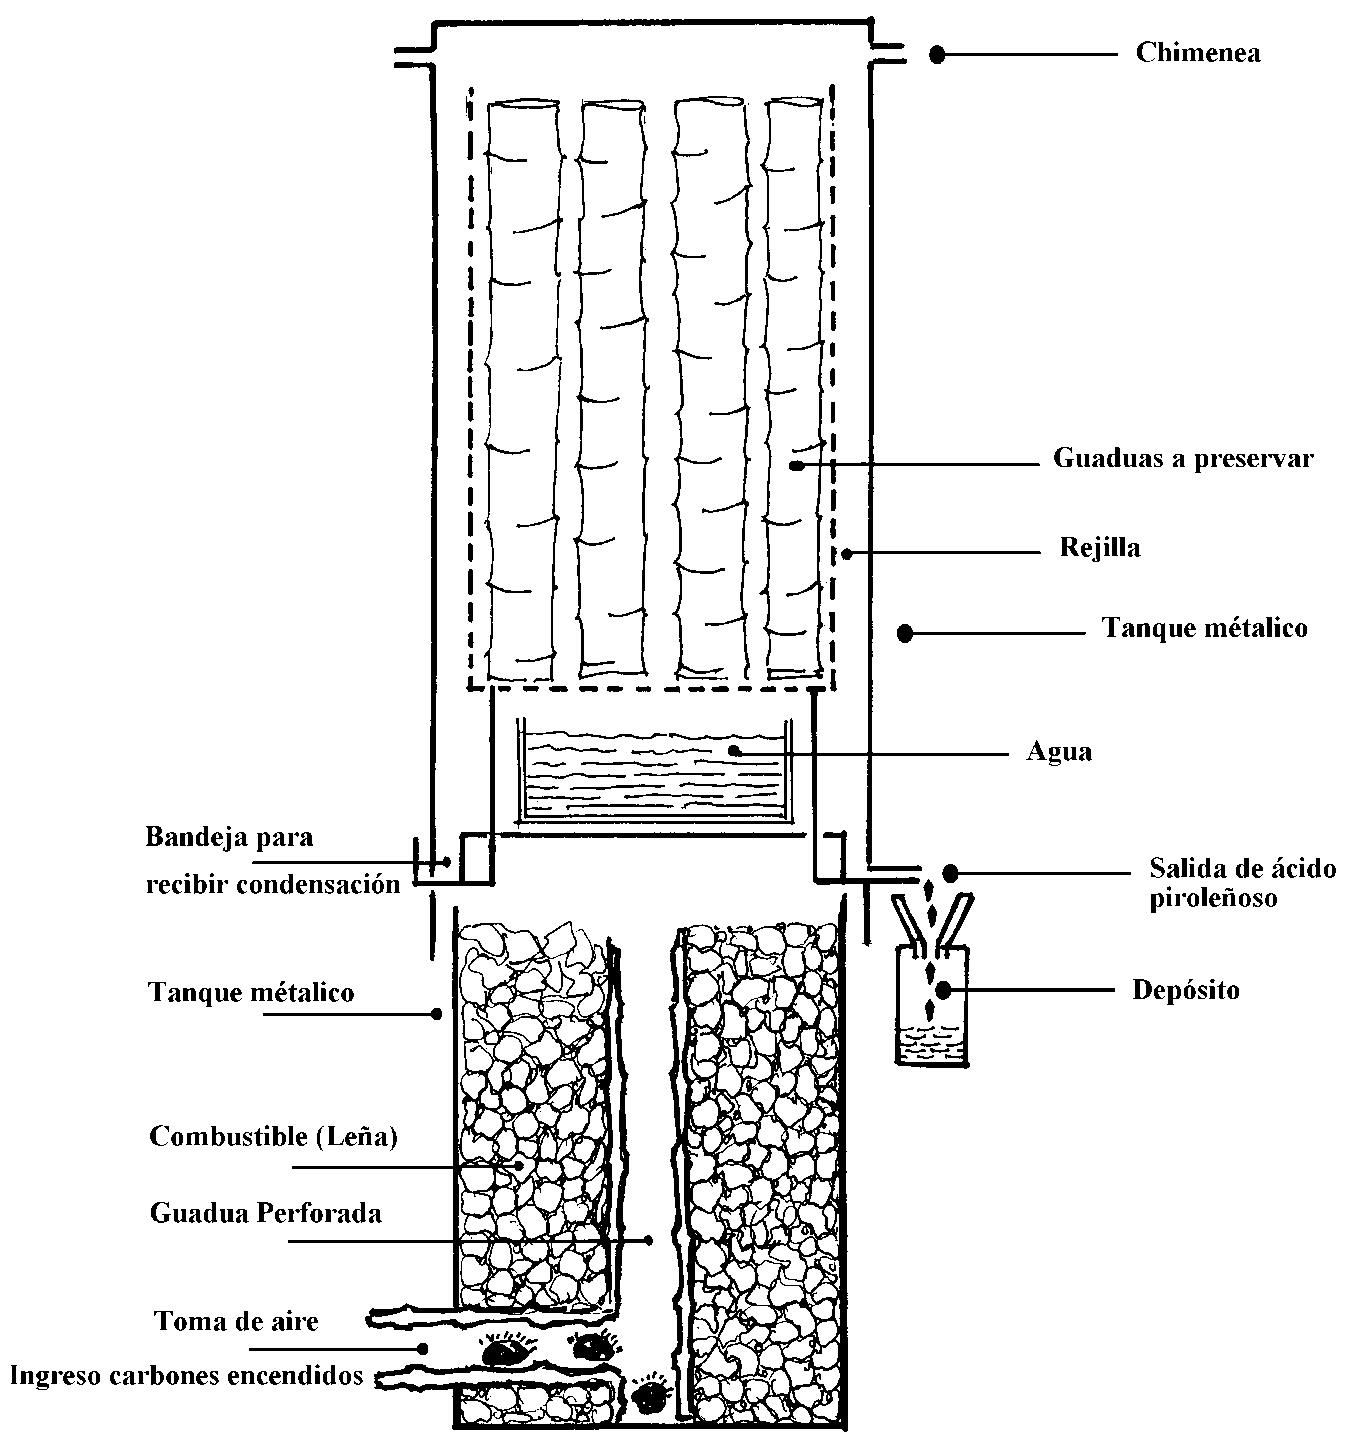 Chimenea
Guaduas a preservar
Rejilla
Tanque métalico
Agua
Bandeja para
recibir condensación
Salida de ácido
piroleñoso
Tanque métalico
Depósito
Combustible (Leña)
Guadua Perforada
Toma de aire
Ingreso carbones encendidos